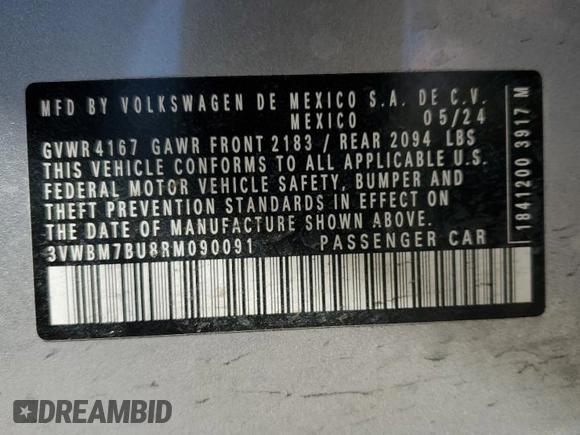 MFD BY VOLKSWAGEN DE MEXICO S.A. DE C.V.
MEXICO 05/24
GVWR 4167 GAWR FRONT 2183 / REAR 2094 LBS
THIS VEHICLE CONFORMS TO ALL APPLICABLE U.S.
FEDERAL MOTOR VEHICLE SAFETY, BUMPER AND
THEFT PREVENTION STANDARDS IN EFFECT ON
THE DATE OF MANUFACTURE SHOWN ABOVE.
3VWBM7BU8RM090091 PASSENGER CAR
1841200 3917 M
DREAMBID